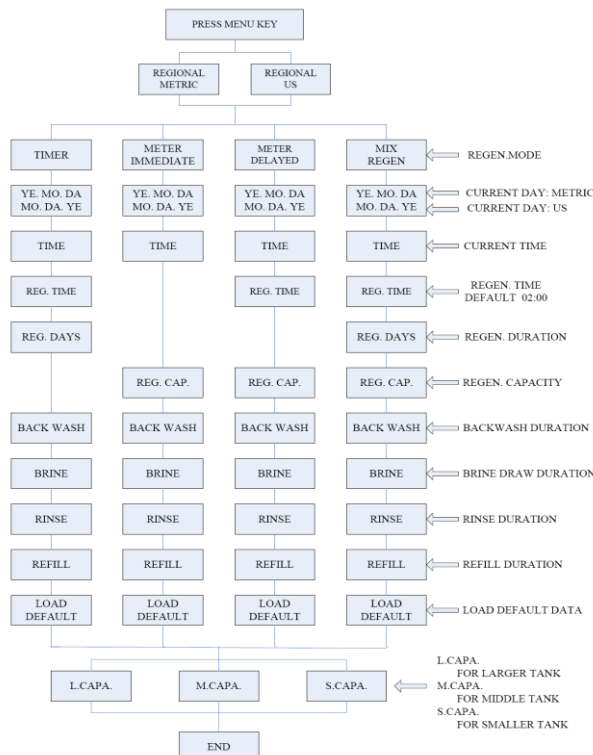 PRESS MENU KEY
REGIONAL
METRIC
REGIONAL
US
TIMER
METER
IMMEDIATE
METER
DELAYED
MIX
REGEN
REGEN.MODE
YE. MO. DA
MO. DA. YE
YE. MO. DA
MO. DA. YE
YE. MO. DA
MO. DA. YE
YE. MO. DA
MO. DA. YE
CURRENT DAY: METRIC
CURRENT DAY: US
TIME
TIME
TIME
TIME
CURRENT TIME
REG. TIME
REG. TIME
REG. TIME
REGEN. TIME
DEFAULT 02:00
REG. DAYS
REG. DAYS
REGEN. DURATION
REG. CAP.
REG. CAP.
REG. CAP.
REGEN. CAPACITY
BACK WASH
BACK WASH
BACK WASH
BACK WASH
BACKWASH DURATION
BRINE
BRINE
BRINE
BRINE
BRINE DRAW DURATION
RINSE
RINSE
RINSE
RINSE
RINSE DURATION
REFILL
REFILL
REFILL
REFILL
REFILL DURATION
LOAD
DEFAULT
LOAD
DEFAULT
LOAD
DEFAULT
LOAD
DEFAULT
LOAD DEFAULT DATA
L.CAPA.
M.CAPA.
S.CAPA.
L.CAPA.
FOR LARGER TANK
M.CAPA.
FOR MIDDLE TANK
S.CAPA.
FOR SMALLER TANK
END